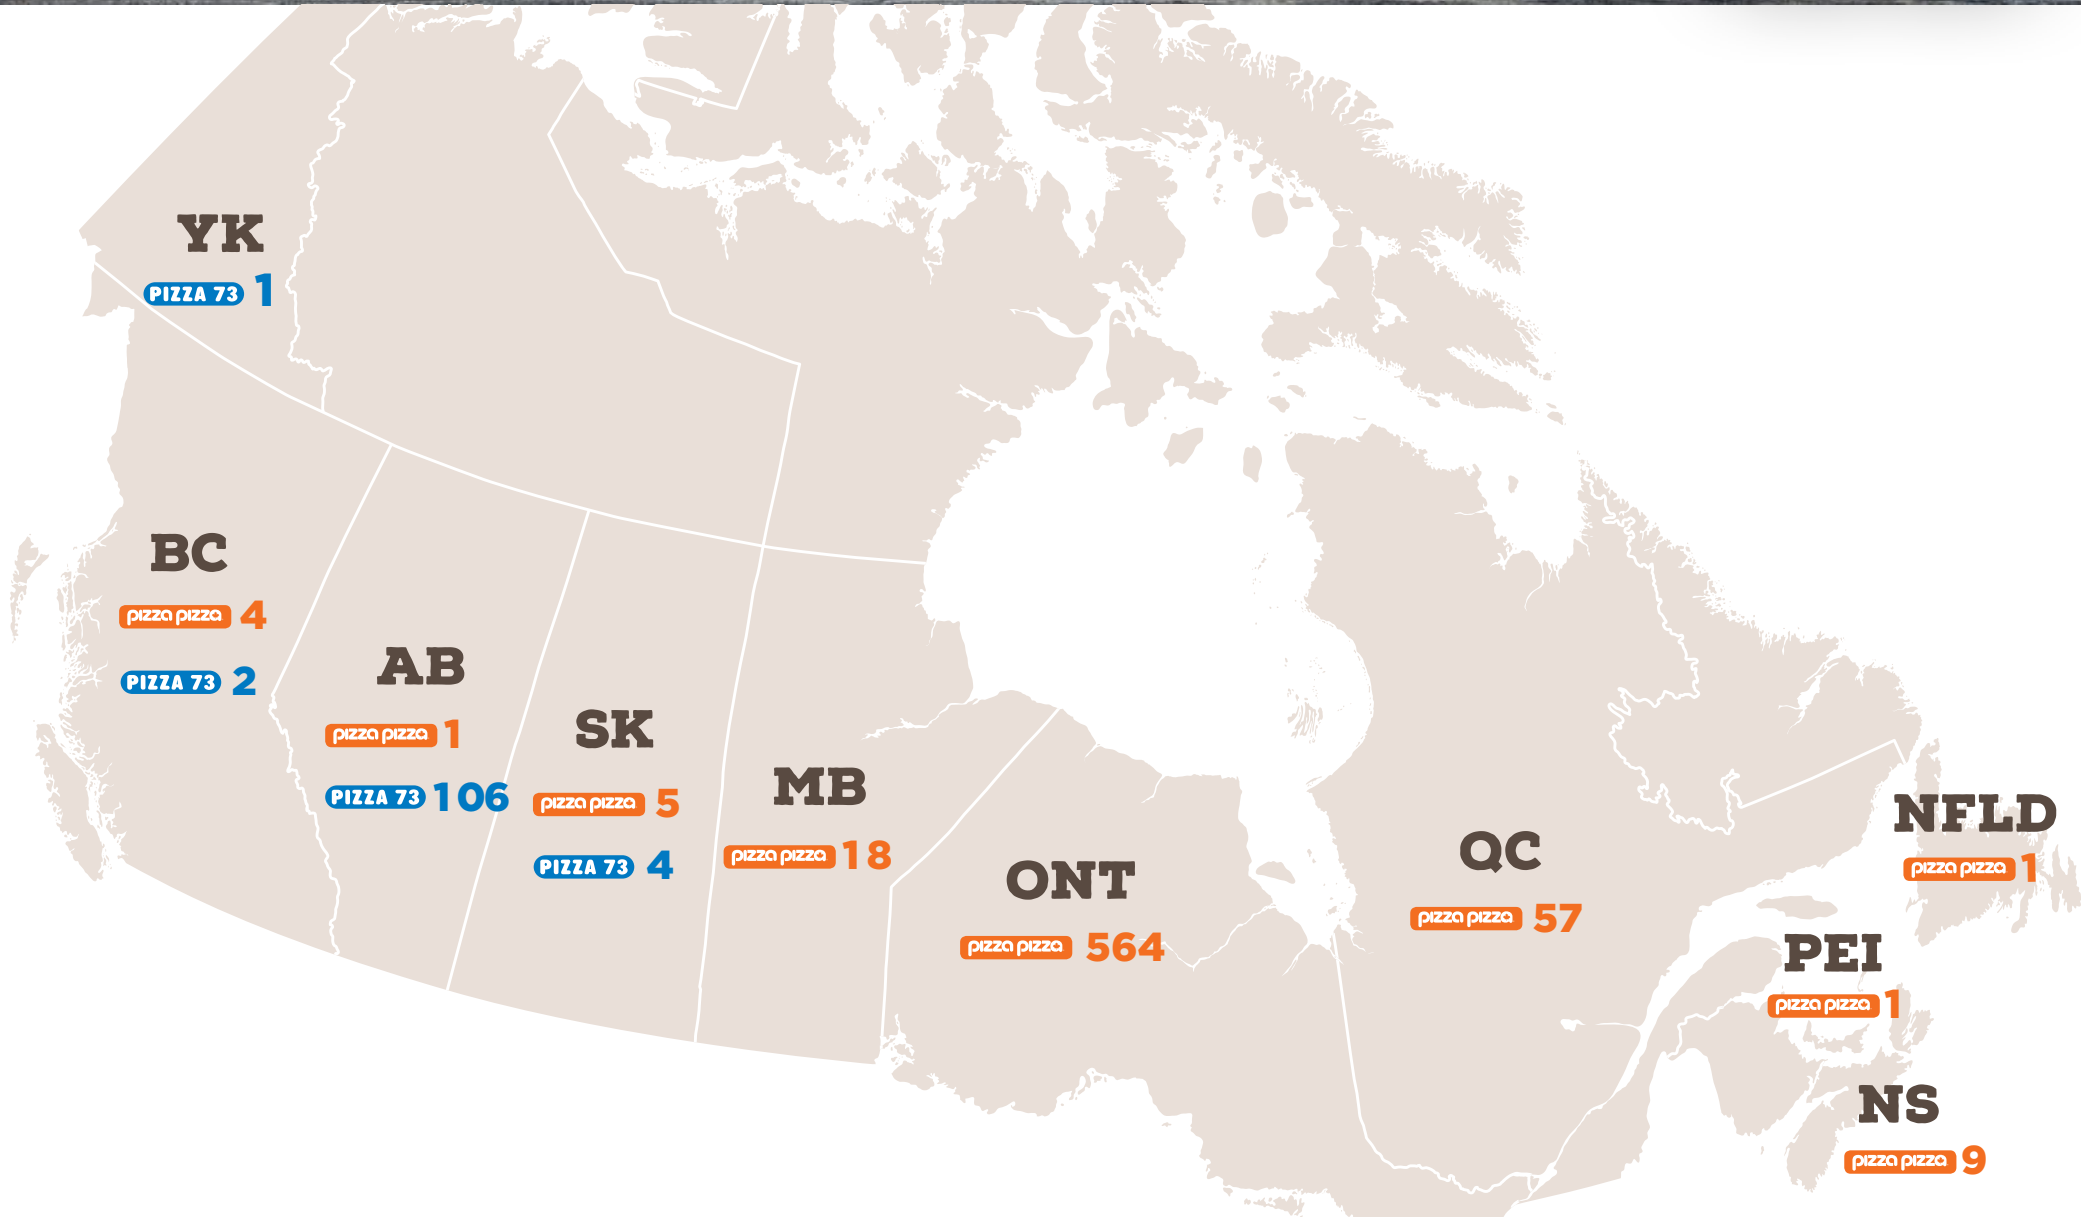 YK
PIZZA 73 1
BC
pizza pizza 4
PIZZA 73 2
AB
pizza pizza 1
PIZZA 73 106
SK
pizza pizza 5
PIZZA 73 4
MB
pizza pizza 18
ONT
pizza pizza 564
QC
pizza pizza 57
NFLD
pizza pizza 1
PEI
pizza pizza 1
NS
pizza pizza 9